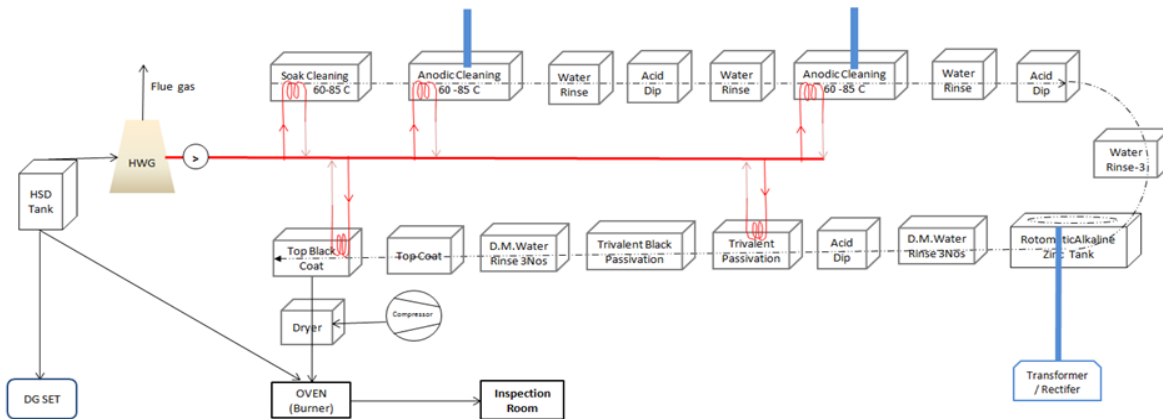 Soak Cleaning
60-85 C
Anodic Cleaning
60 -85 C
Water
Rinse
Acid
Dip
Water
Rinse
Anodic Cleaning
60 -85 C
Water
Rinse
Acid
Dip
Flue gas
HWG
>
HSD
Tank
Water
Rinse-3
Top Black
Coat
Top Coat
D.M.Water
Rinse 3Nos
Trivalent Black
Passivation
Trivalent
Passivation
Acid
Dip
D.M.Water
Rinse 3Nos
RotomaticAlkaline
Zinc Tank
Dryer
Compressor
DG SET
OVEN
(Burner)
Inspection
Room
Transformer
/ Rectifer